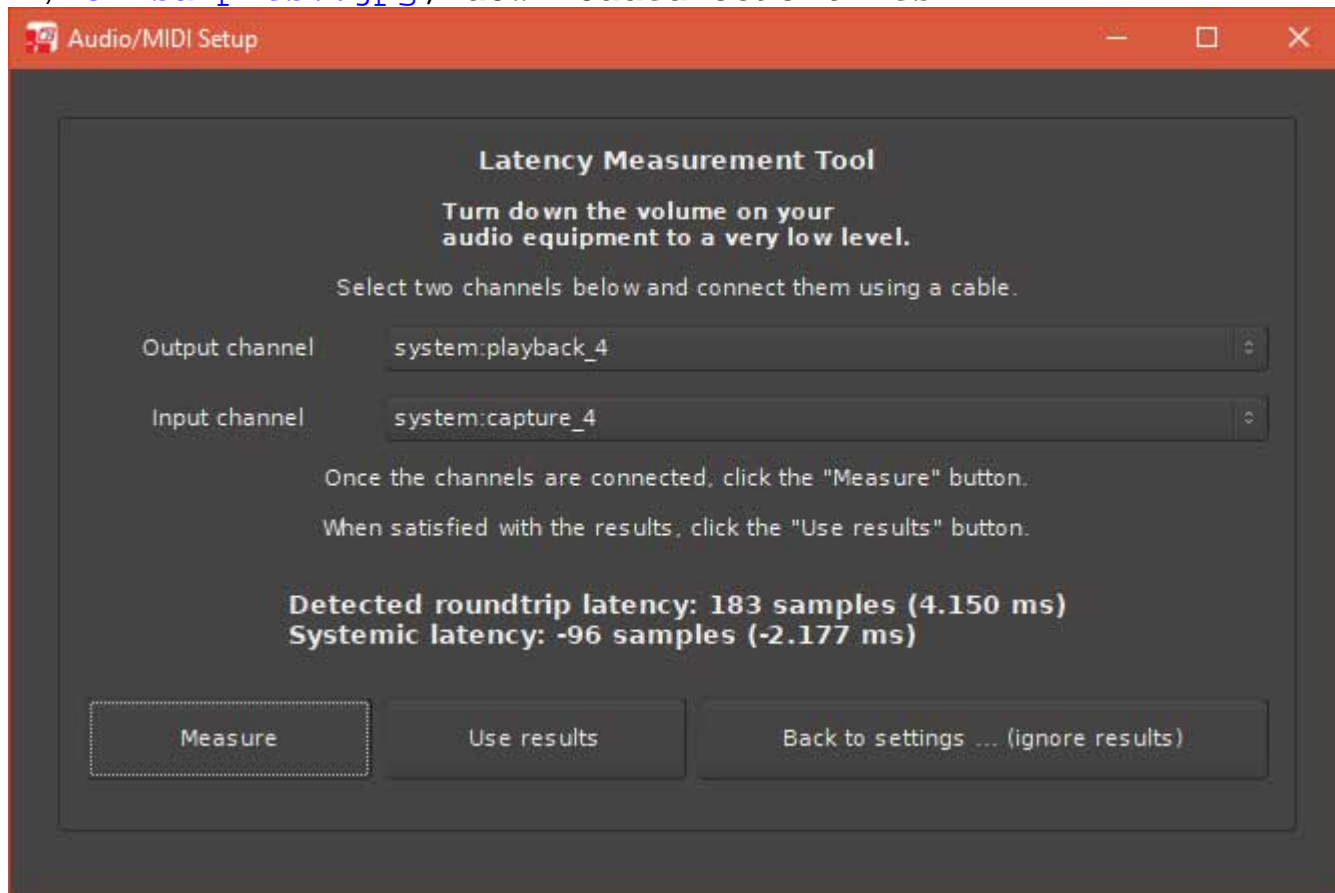 Audio/MIDI Setup
Latency Measurement Tool
Turn down the volume on your
audio equipment to a very low level.
Select two channels below and connect them using a cable.
Output channel system:playback_4
Input channel system:capture_4
Once the channels are connected, click the "Measure" button.
When satisfied with the results, click the "Use results" button.
Detected roundtrip latency: 183 samples (4.150 ms)
Systemic latency: -96 samples (-2.177 ms)
Measure Use results Back to settings ... (ignore results)